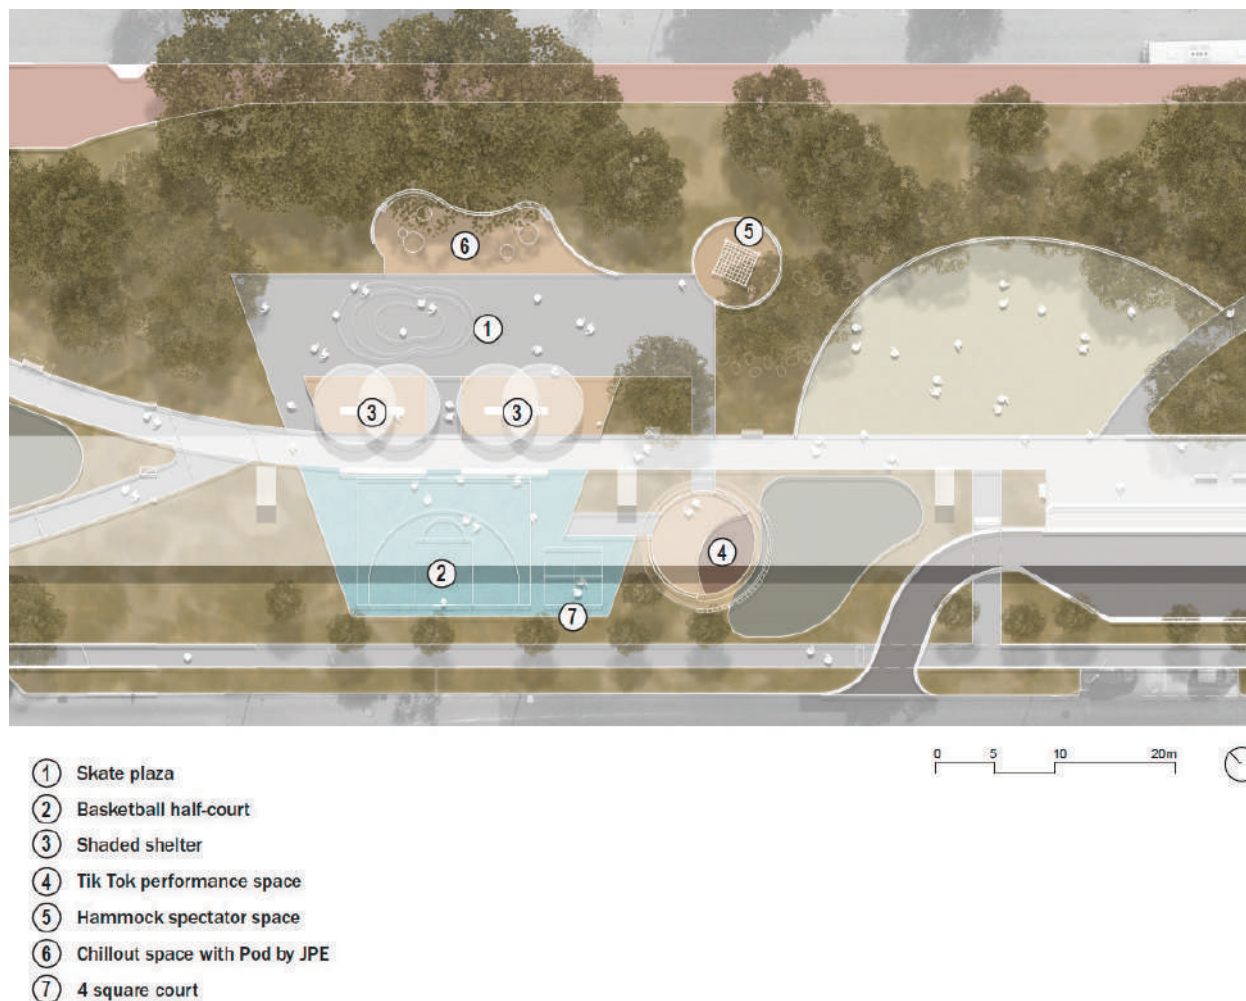 5
6
1
3 3
4
2
7
0 5 10 20m
1 Skate plaza
2 Basketball half-court
3 Shaded shelter
4 Tik Tok performance space
5 Hammock spectator space
6 Chillout space with Pod by JPE
7 4 square court